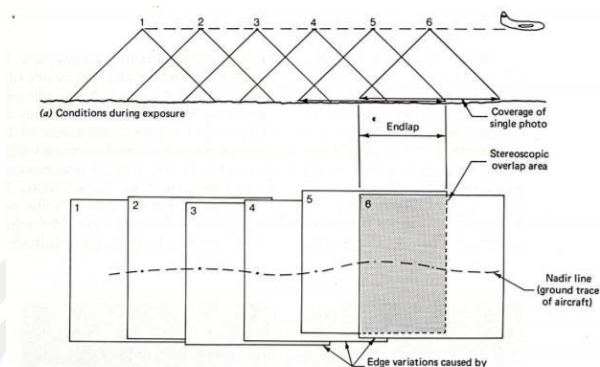 1 2 3 4 5 6
(a) Conditions during exposure
Coverage of
single photo
Endlap
Stereoscopic
overlap area
1 2 3 4 5 6
Nadir line
(ground trace
of aircraft)
Edge variations caused by